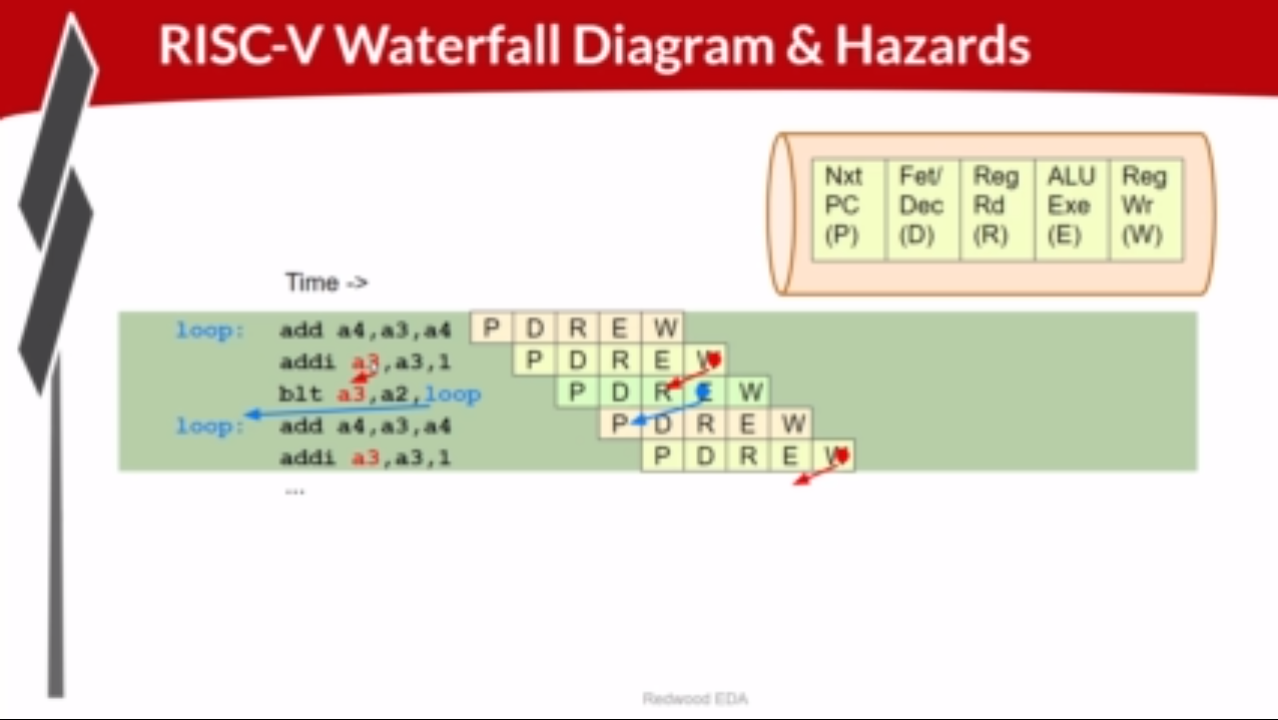 RISC-V Waterfall Diagram & Hazards
Nxt PC (P)
Fet/ Dec (D)
Reg Rd (R)
ALU Exe (E)
Reg Wr (W)
Time ->
loop: add a4,a3,a4 P D R E W
addi a3,a3,1 P D R E W
blt a3,a2,loop P D R E W
loop: add a4,a3,a4 P D R E W
addi a3,a3,1 P D R E W
...
Redwood EDA